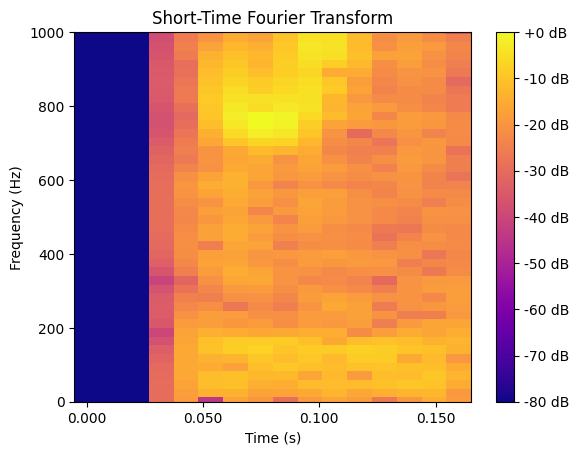 Short-Time Fourier Transform
1000
800
600
400
200
0
Frequency (Hz)
0.000
0.050
0.100
0.150
Time (s)
+0 dB
-10 dB
-20 dB
-30 dB
-40 dB
-50 dB
-60 dB
-70 dB
-80 dB